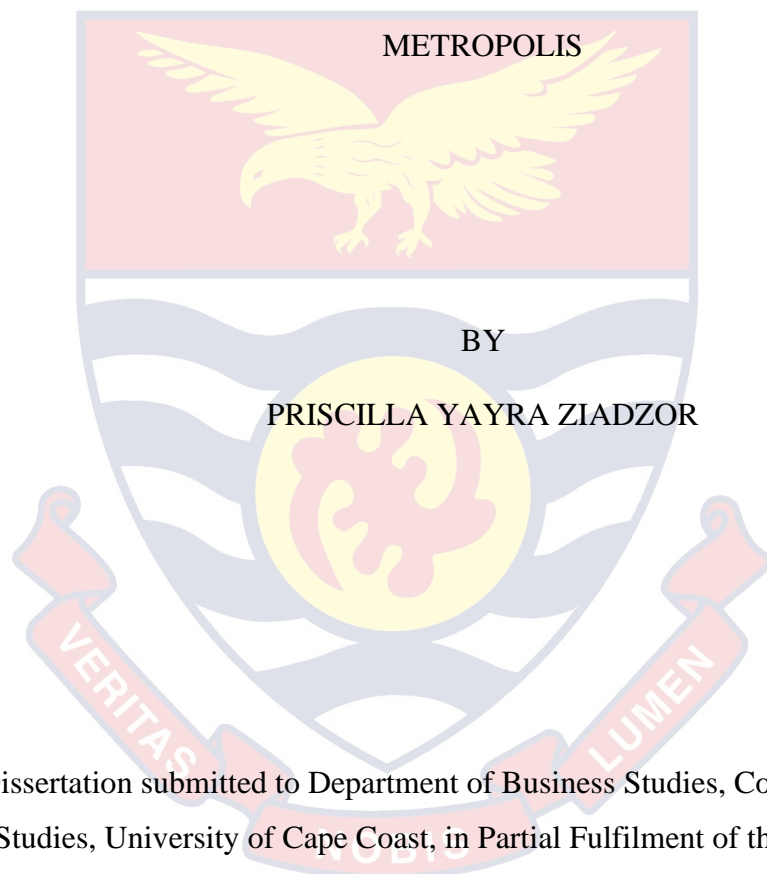 METROPOLIS
BY
PRISCILLA YAYRA ZIADZOR
VERITAS
NOBIS
LUMEN
issertation submitted to Department of Business Studies, Co
Studies, University of Cape Coast, in Partial Fulfilment of th